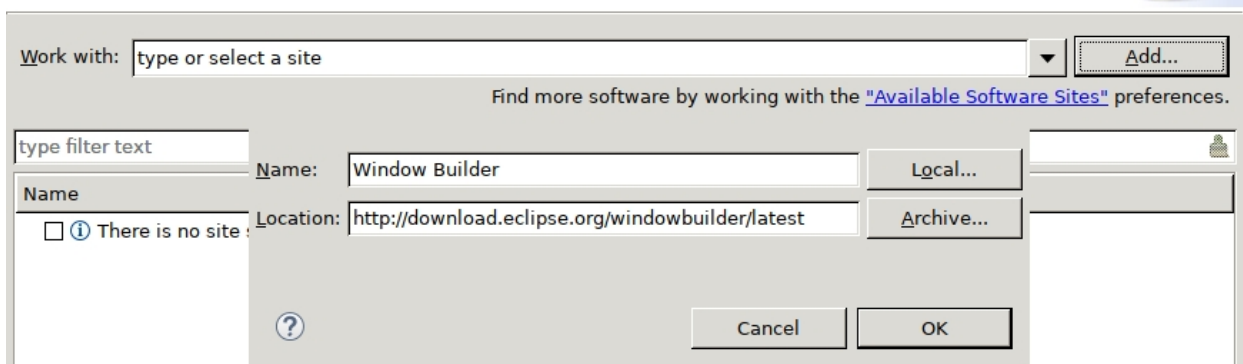 Work with: type or select a site Add...
Find more software by working with the "Available Software Sites" preferences.
type filter text
Name
There is no site
Name: Window Builder Local...
Location: http://download.eclipse.org/windowbuilder/latest Archive...
? Cancel OK